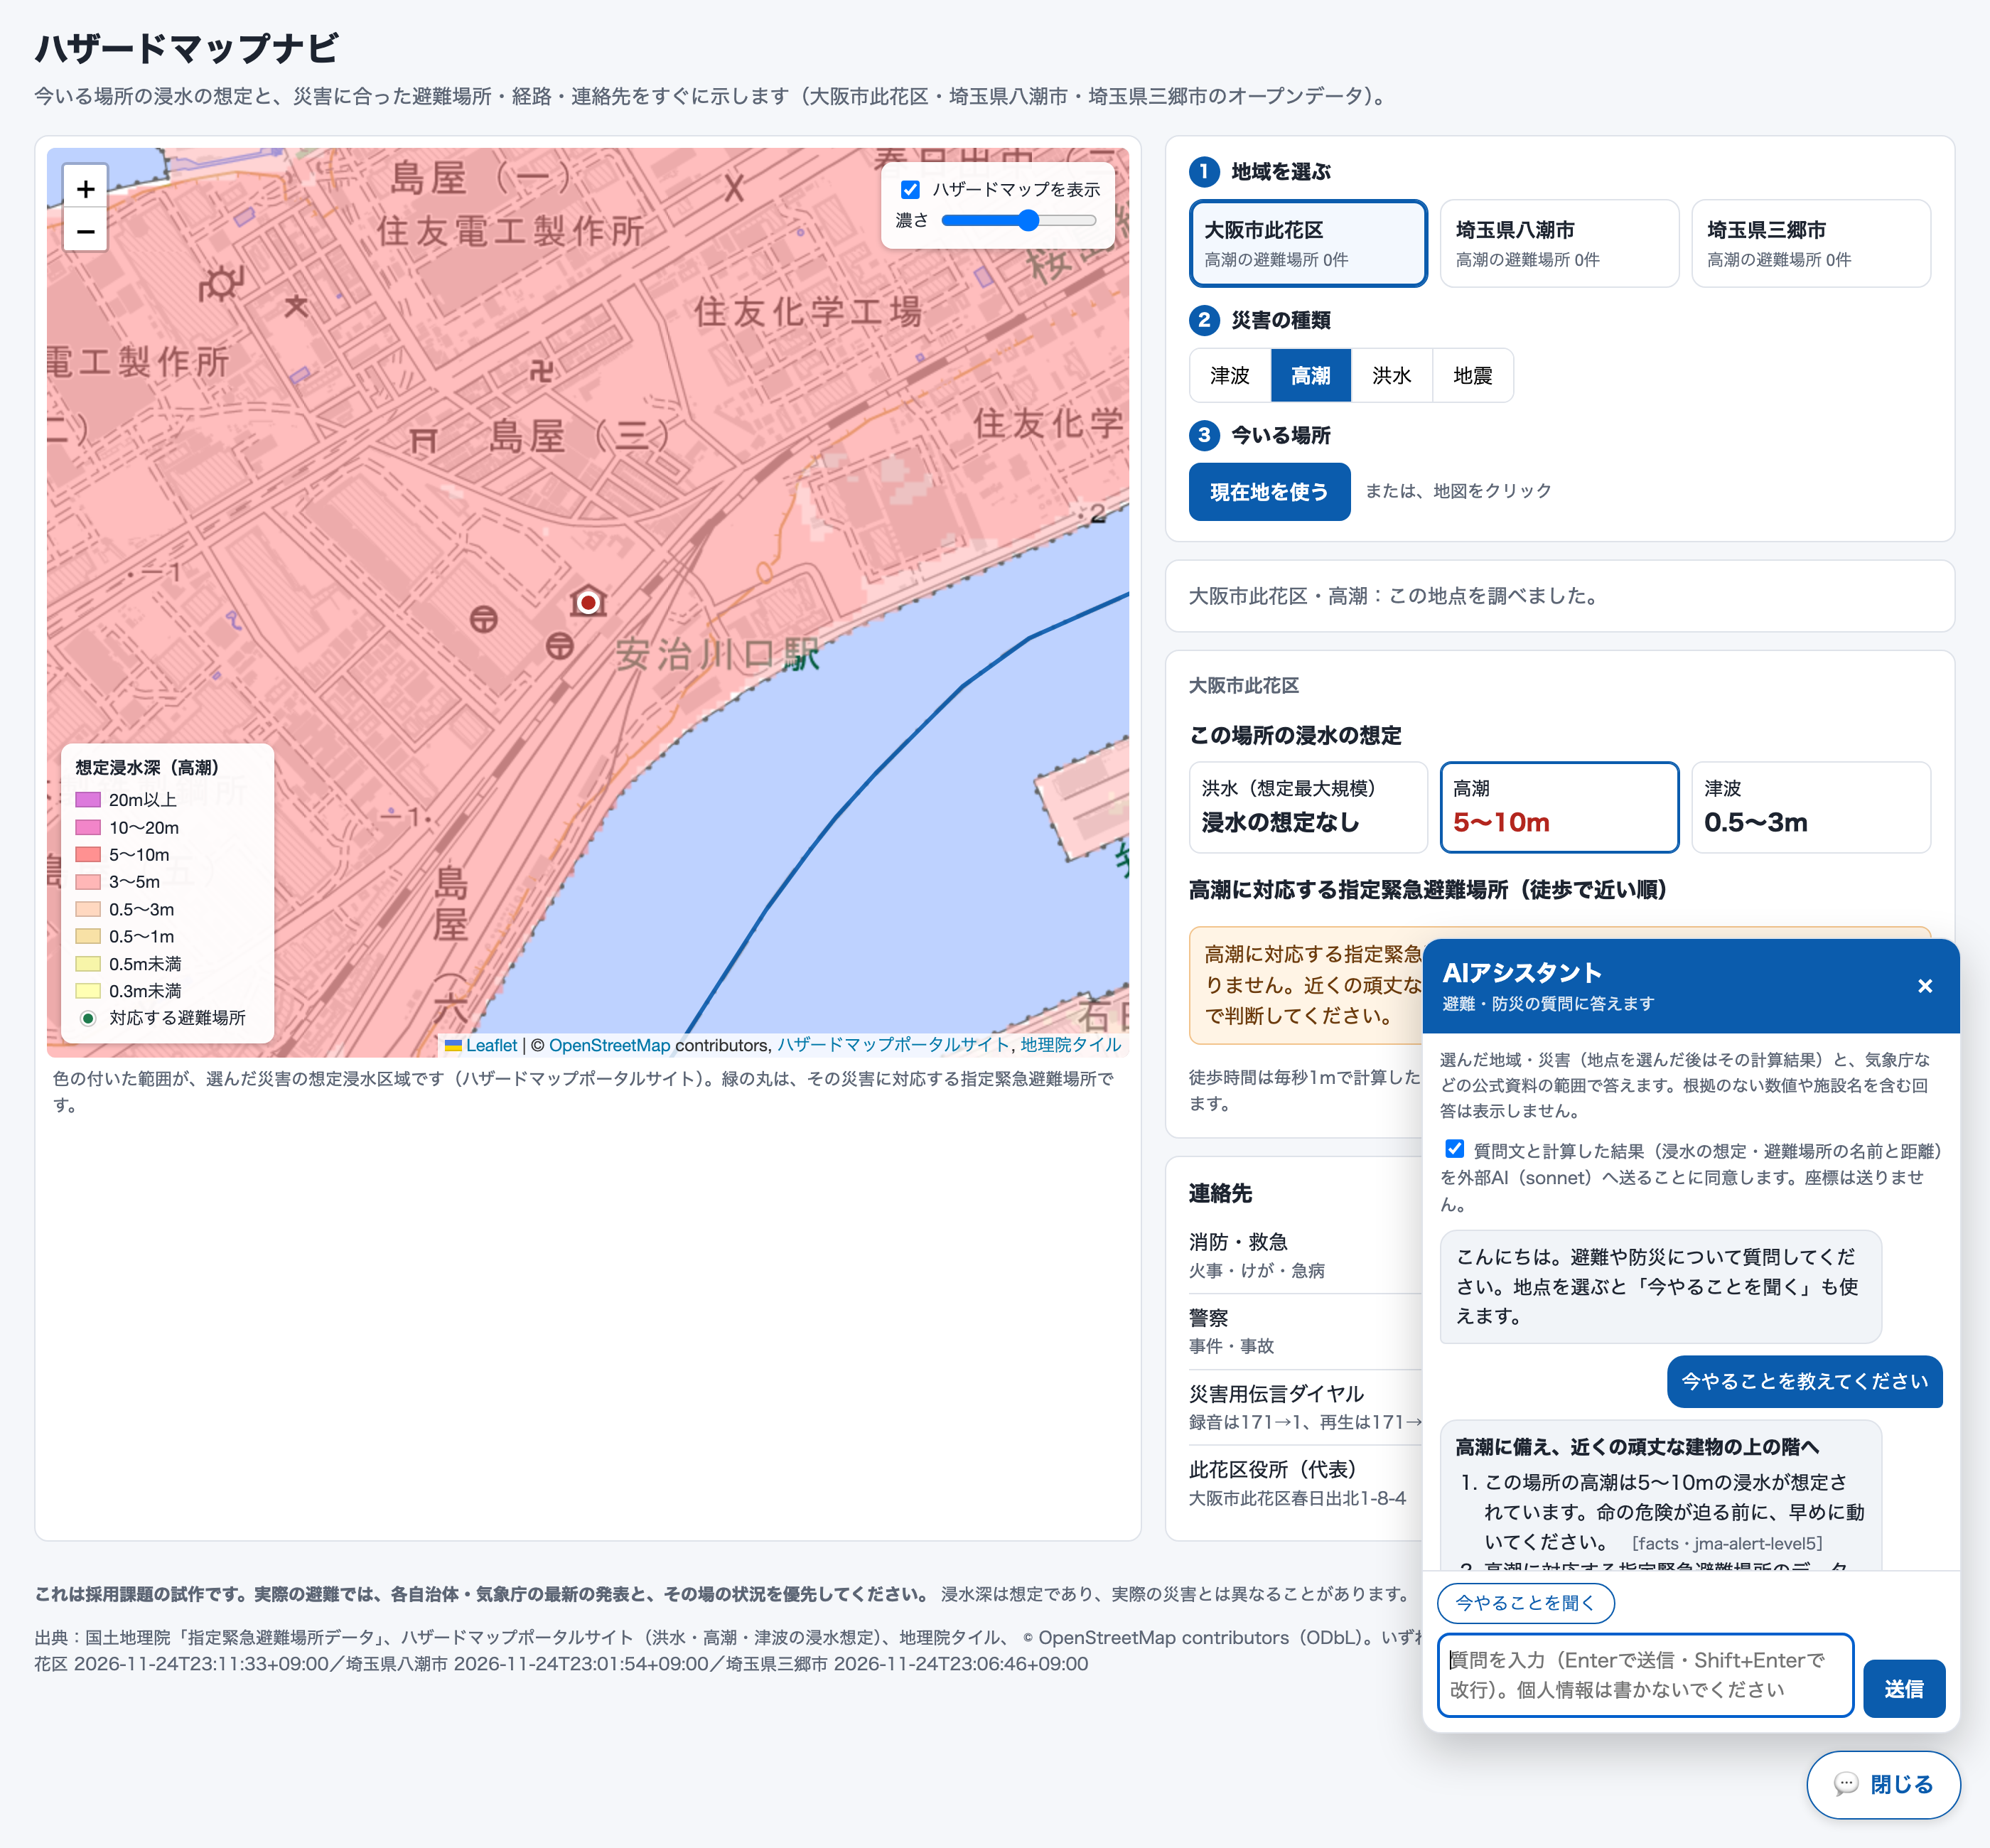 ハザードマップナビ
今いる場所の浸水の想定と、災害に合った避難場所・経路・連絡先をすぐに示します（大阪市此花区・埼玉県八潮市・埼玉県三郷市のオープンデータ）。
+
−
島屋（一）
住友電工製作所
住友化学工場
電工製作所
島屋（三）
住友化学
・2
・－1
安治川口駅
－1・
島屋（六
石田
ハザードマップを表示
濃さ
想定浸水深（高潮）
20m以上
10〜20m
5〜10m
3〜5m
0.5〜3m
0.5〜1m
0.5m未満
0.3m未満
対応する避難場所
Leaflet | © OpenStreetMap contributors, ハザードマップポータルサイト, 地理院タイル
色の付いた範囲が、選んだ災害の想定浸水区域です（ハザードマップポータルサイト）。緑の丸は、その災害に対応する指定緊急避難場所で
す。
1 地域を選ぶ
大阪市此花区
高潮の避難場所 0件
埼玉県八潮市
高潮の避難場所 0件
埼玉県三郷市
高潮の避難場所 0件
2 災害の種類
津波 高潮 洪水 地震
3 今いる場所
現在地を使う または、地図をクリック
大阪市此花区・高潮：この地点を調べました。
大阪市此花区
この場所の浸水の想定
洪水（想定最大規模）
浸水の想定なし
高潮
5〜10m
津波
0.5〜3m
高潮に対応する指定緊急避難場所（徒歩で近い順）
高潮に対応する指定緊急
りません。近くの頑丈な
で判断してください。
徒歩時間は毎秒1mで計算した
ます。
連絡先
消防・救急
火事・けが・急病
警察
事件・事故
災害用伝言ダイヤル
録音は171→1、再生は171→
此花区役所（代表）
大阪市此花区春日出北1-8-4
AIアシスタント
避難・防災の質問に答えます
×
選んだ地域・災害（地点を選んだ後はその計算結果）と、気象庁な
どの公式資料の範囲で答えます。根拠のない数値や施設名を含む回
答は表示しません。
質問文と計算した結果（浸水の想定・避難場所の名前と距離）
を外部AI（sonnet）へ送ることに同意します。座標は送りませ
ん。
こんにちは。避難や防災について質問してくだ
さい。地点を選ぶと「今やることを聞く」も使
えます。
今やることを教えてください
高潮に備え、近くの頑丈な建物の上の階へ
1. この場所の高潮は5〜10mの浸水が想定さ
れています。命の危険が迫る前に、早めに動
いてください。 [facts・jma-alert-level5]
2. 高潮に対応する指定緊急避難場所のデータ
今やることを聞く
質問を入力（Enterで送信・Shift+Enterで
改行）。個人情報は書かないでください
送信
閉じる
これは採用課題の試作です。実際の避難では、各自治体・気象庁の最新の発表と、その場の状況を優先してください。 浸水深は想定であり、実際の災害とは異なることがあります。
出典：国土地理院「指定緊急避難場所データ」、ハザードマップポータルサイト（洪水・高潮・津波の浸水想定）、地理院タイル、 © OpenStreetMap contributors（ODbL）。いずれ
花区 2026-11-24T23:11:33+09:00／埼玉県八潮市 2026-11-24T23:01:54+09:00／埼玉県三郷市 2026-11-24T23:06:46+09:00